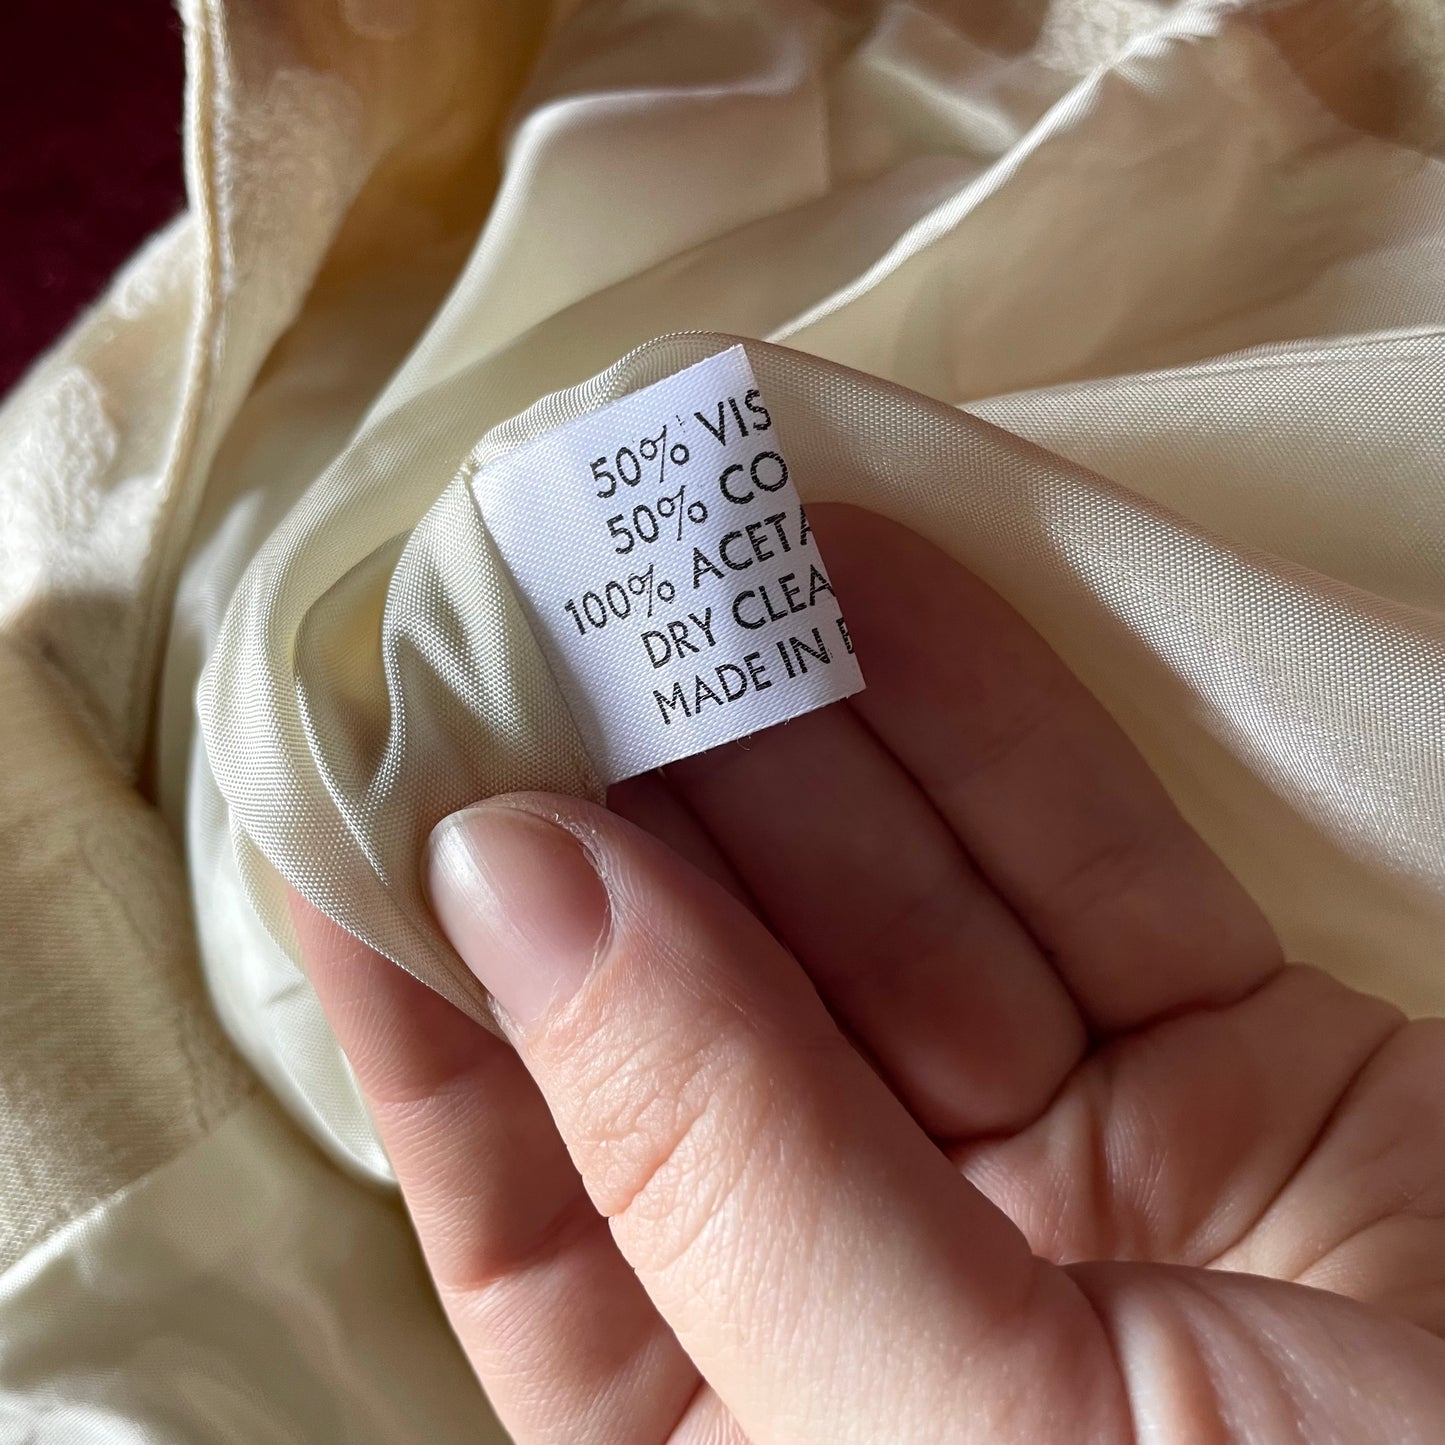 50% VIS
50% CO
100% ACETA
DRY CLEA
MADE IN